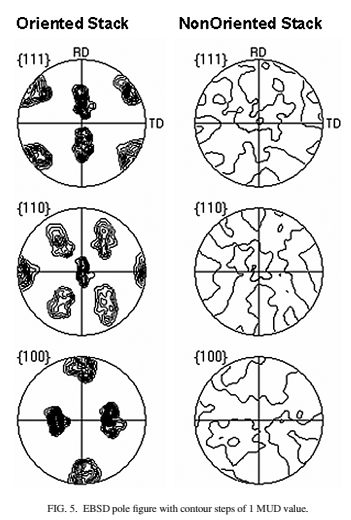 Oriented Stack NonOriented Stack
{111} RD {111} RD
TD TD
{110} {110}
{100} {100}
FIG. 5. EBSD pole figure with contour steps of 1 MUD value.